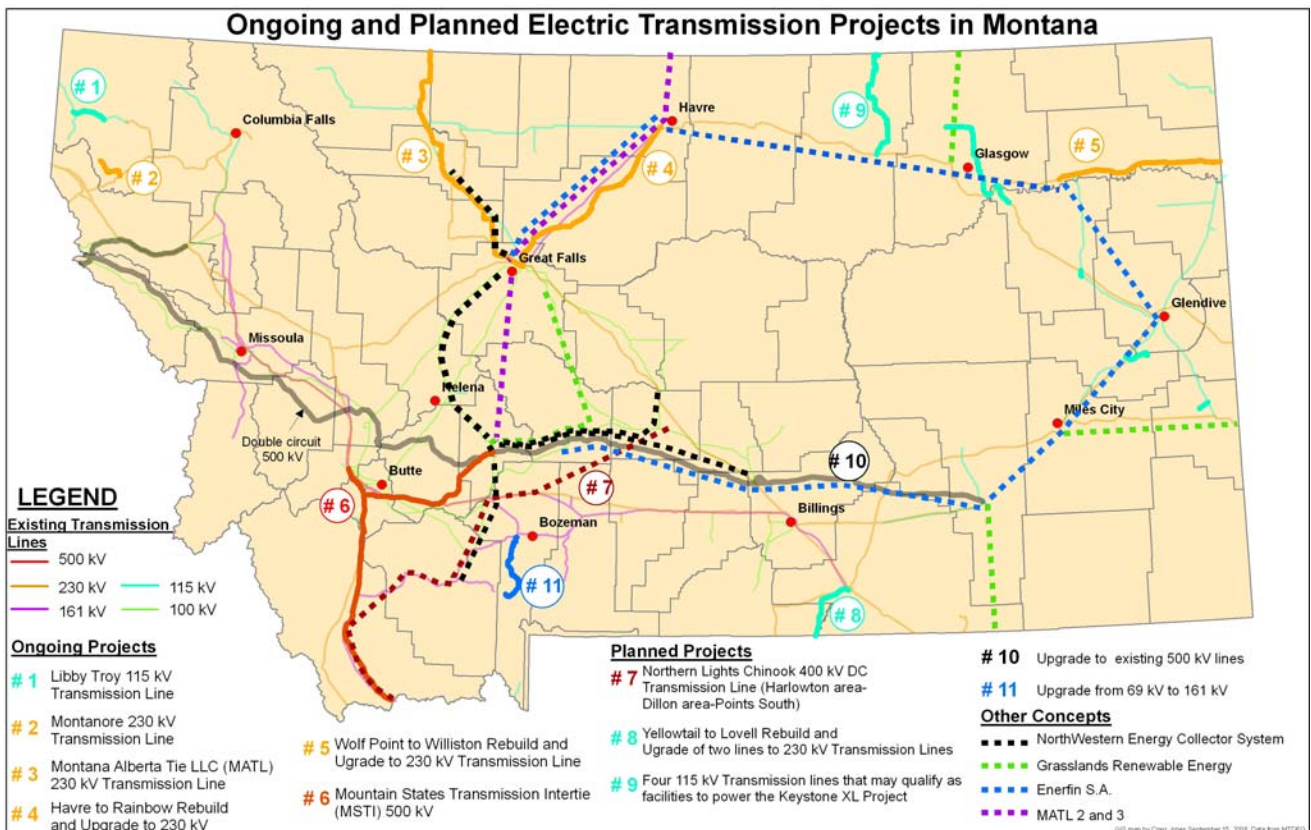 Ongoing and Planned Electric Transmission Projects in Montana
# 1
Columbia Falls
# 2
# 3
Havre
# 4
# 9
Glasgow
# 5
Great Falls
Glendive
Missoula
Helena
Miles City
Double circuit
500 kV
Butte
# 10
# 7
# 6
Billings
Bozeman
# 11
# 8
LEGEND
Existing Transmission
Lines
500 kV
230 kV
115 kV
161 kV
100 kV
Ongoing Projects
# 1 Libby Troy 115 kV
Transmission Line
# 2 Montanore 230 kV
Transmission Line
# 3 Montana Alberta Tie LLC (MATL)
230 kV Transmission Line
# 4 Havre to Rainbow Rebuild
and Upgrade to 230 kV
# 5 Wolf Point to Williston Rebuild and
Ugrade to 230 kV Transmission Line
# 6 Mountain States Transmission Intertie
(MSTI) 500 kV
Planned Projects
# 7 Northern Lights Chinook 400 kV DC
Transmission Line (Harlowton area-
Dillon area-Points South)
# 8 Yellowtail to Lovell Rebuild and
Ugrade of two lines to 230 kV Transmission Lines
# 9 Four 115 kV Transmission lines that may qualify as
facilities to power the Keystone XL Project
# 10 Upgrade to existing 500 kV lines
# 11 Upgrade from 69 kV to 161 kV
Other Concepts
NorthWestern Energy Collector System
Grasslands Renewable Energy
Enerfin S.A.
MATL 2 and 3